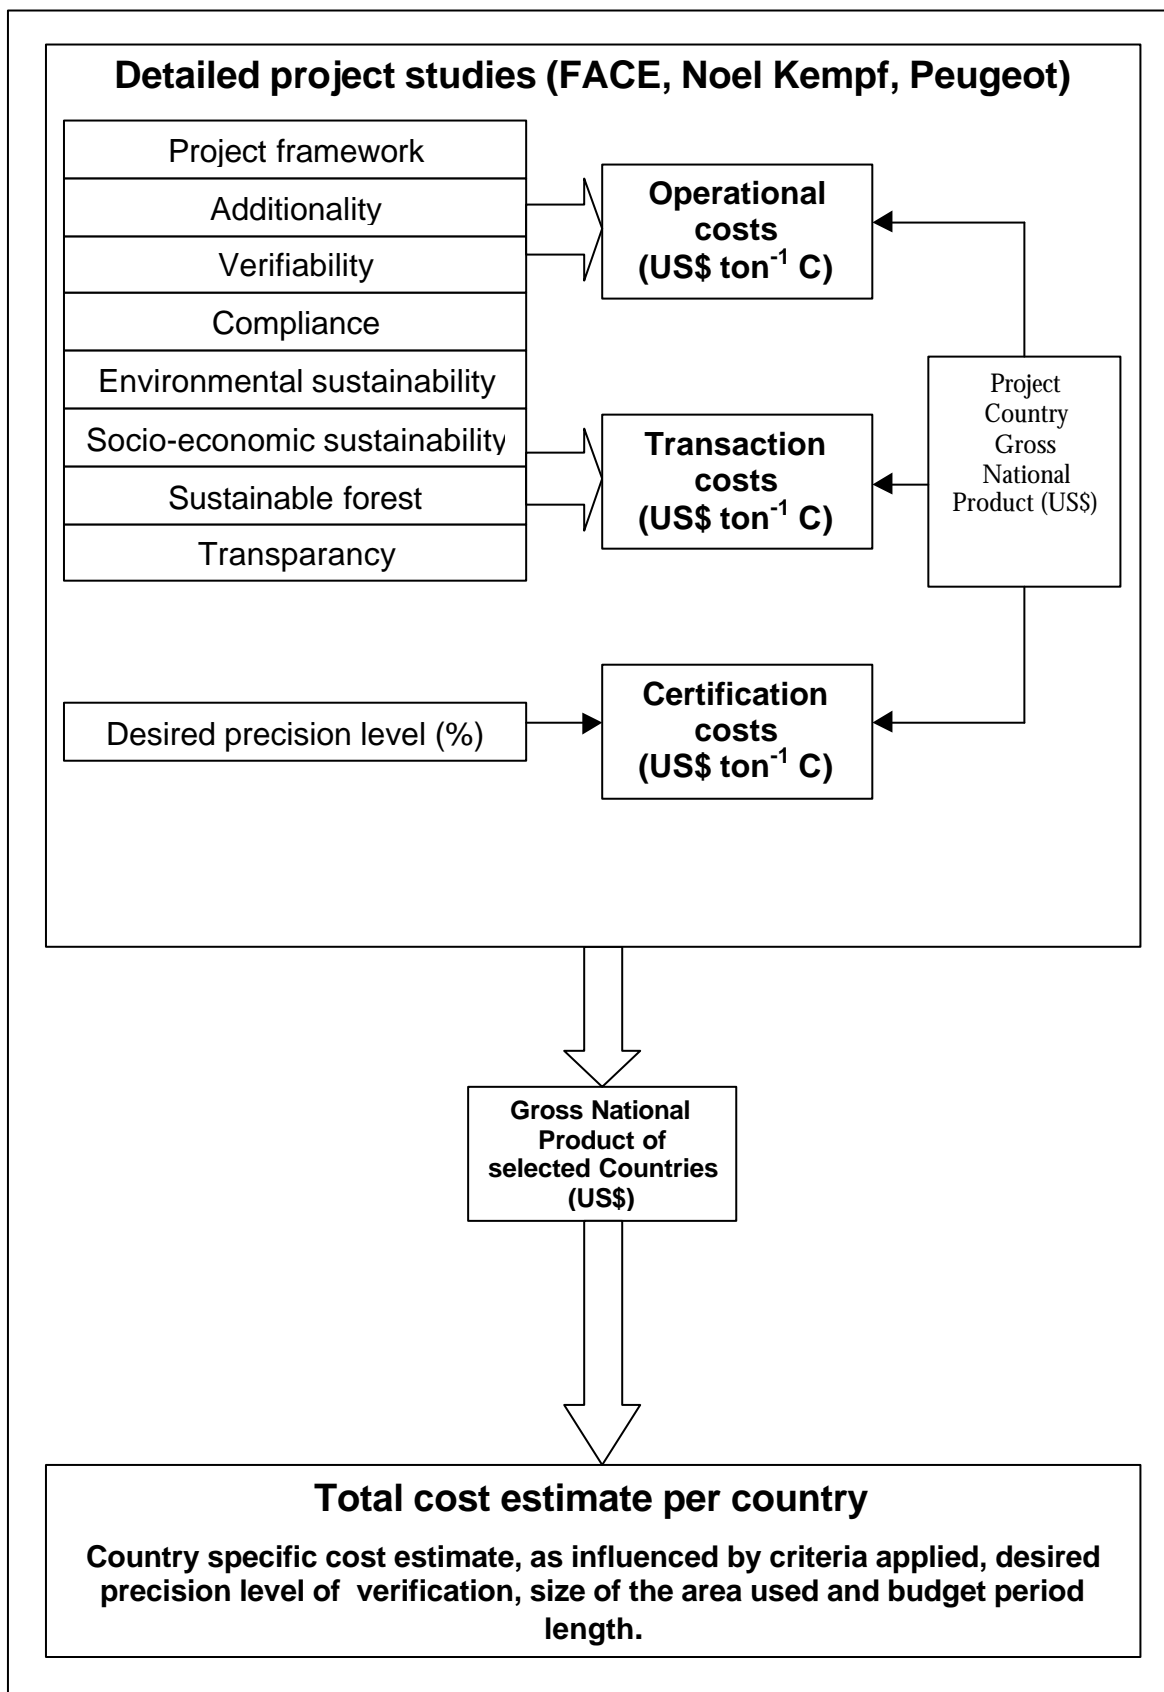 Detailed project studies (FACE, Noel Kempf, Peugeot)
Project framework
Additionality
Verifiability
Compliance
Environmental sustainability
Socio-economic sustainability
Sustainable forest
Transparancy
Operational
costs
(US$ ton⁻¹ C)
Transaction
costs
(US$ ton⁻¹ C)
Project
Country
Gross
National
Product (US$)
Desired precision level (%)
Certification
costs
(US$ ton⁻¹ C)
Gross National
Product of
selected Countries
(US$)
Total cost estimate per country
Country specific cost estimate, as influenced by criteria applied, desired
precision level of  verification, size of the area used and budget period
length.